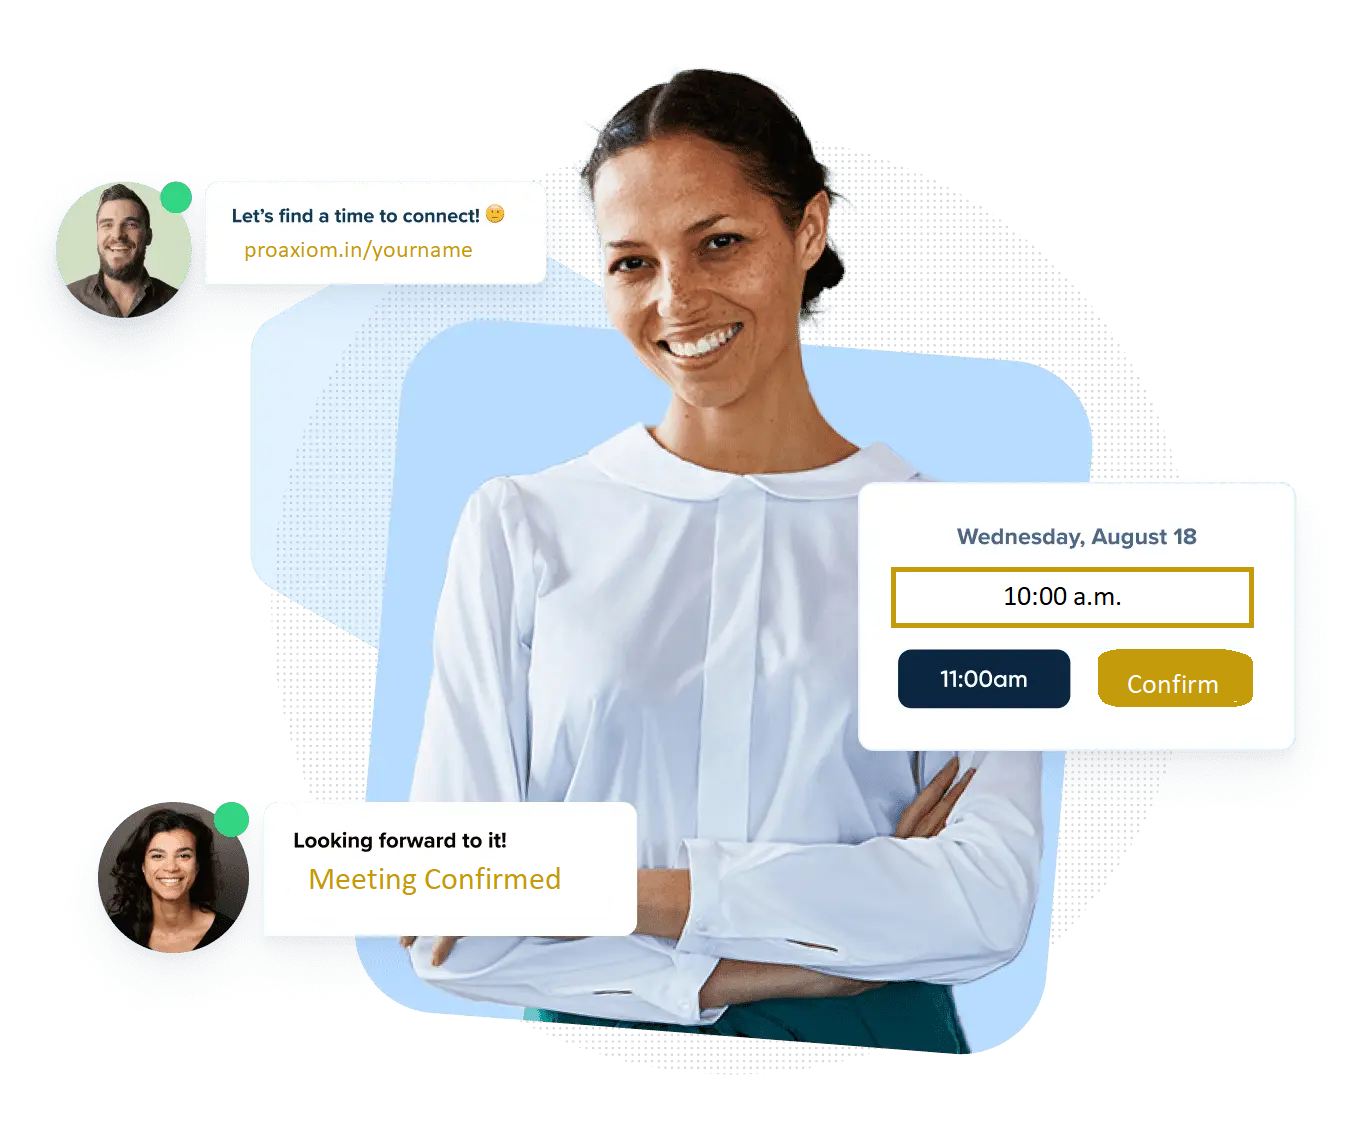 Let's find a time to connect! 🙂
proaxiom.in/yourname
Wednesday, August 18
10:00 a.m.
11:00am
Confirm
Looking forward to it!
Meeting Confirmed